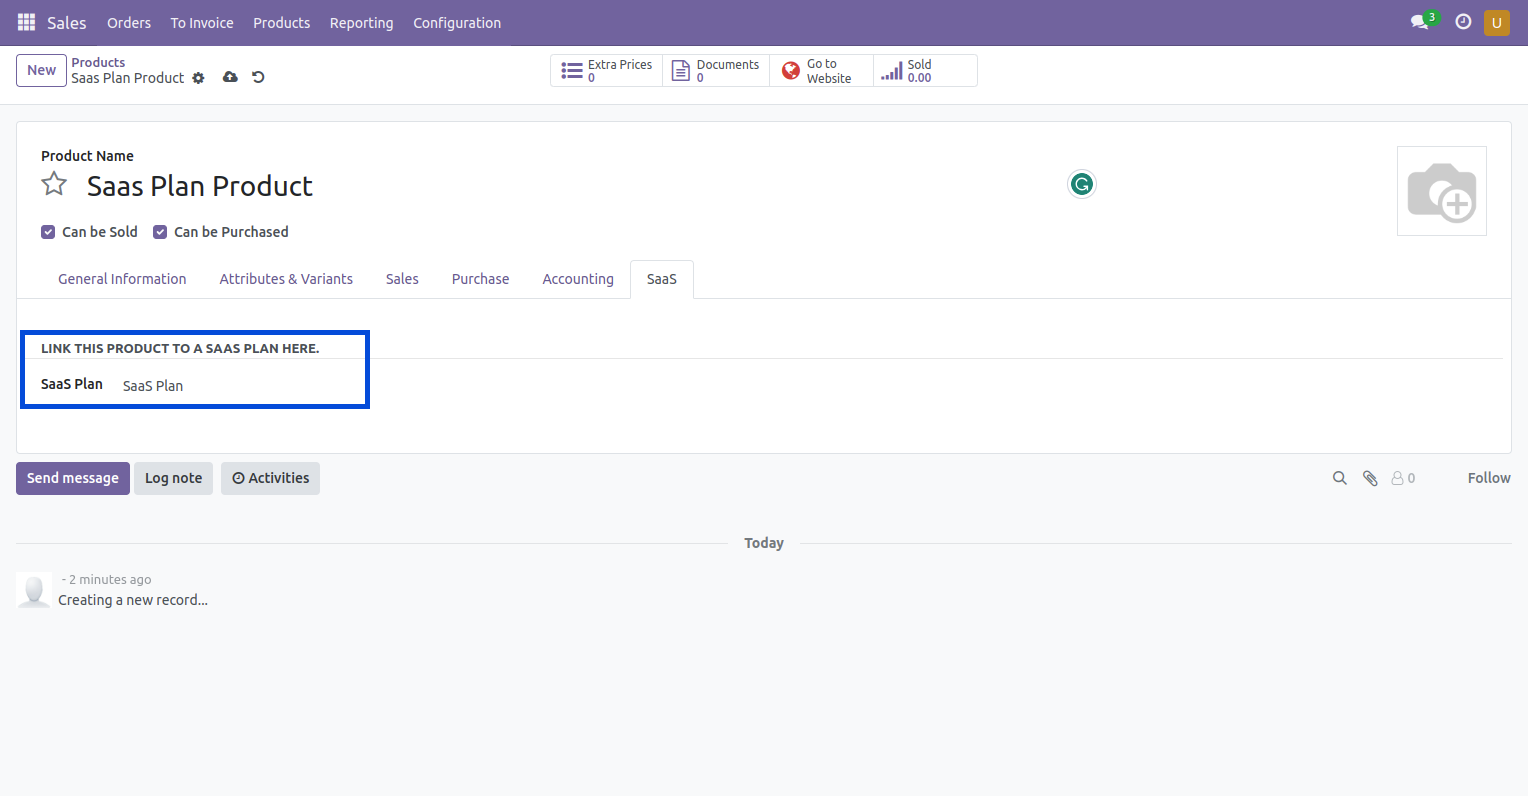 Sales Orders To Invoice Products Reporting Configuration 3 U
New Products
Saas Plan Product
Extra Prices
0
Documents
0
Go to
Website
Sold
0.00
Product Name
Saas Plan Product
Can be Sold Can be Purchased
General Information Attributes & Variants Sales Purchase Accounting SaaS
LINK THIS PRODUCT TO A SAAS PLAN HERE.
SaaS Plan SaaS Plan
Send message Log note Activities 0 Follow
Today
- 2 minutes ago
Creating a new record...